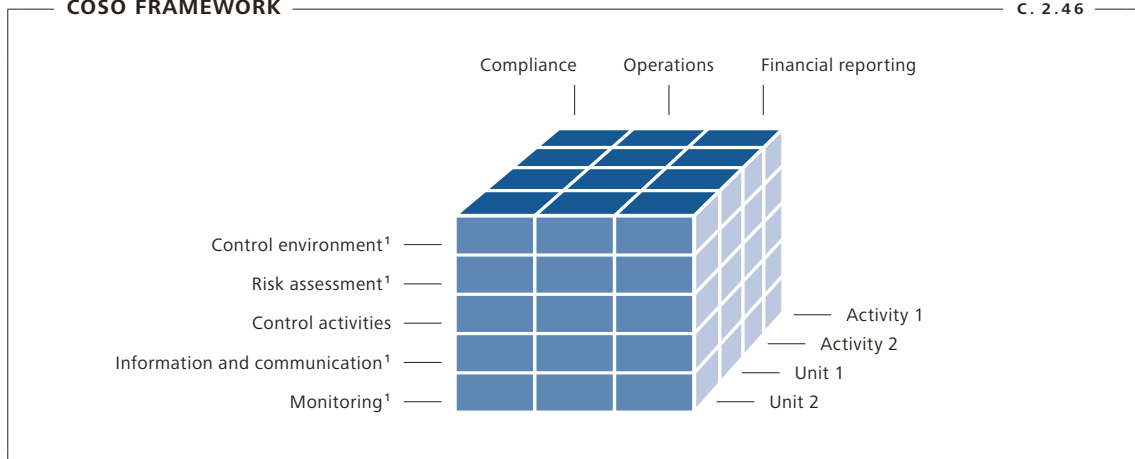 COSO FRAMEWORK C. 2.46
Compliance Operations Financial reporting
Control environment¹
Risk assessment¹
Control activities
Information and communication¹
Monitoring¹
Activity 1
Activity 2
Unit 1
Unit 2